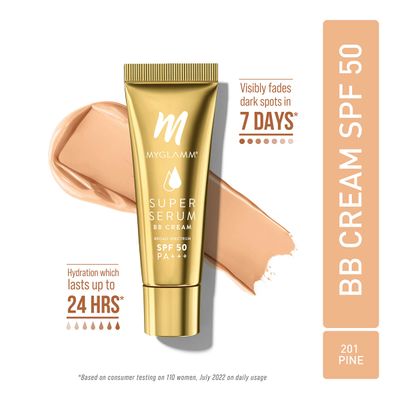 Visibly fades
dark spots in
7 DAYS*
M
MYGLAMM®
SUPER
SERUM
BB CREAM
BROAD SPECTRUM
SPF 50
PA+++
Hydration which
lasts up to
24 HRS*
BB CREAM SPF 50
201
PINE
*Based on consumer testing on 110 women, July 2022 on daily usage